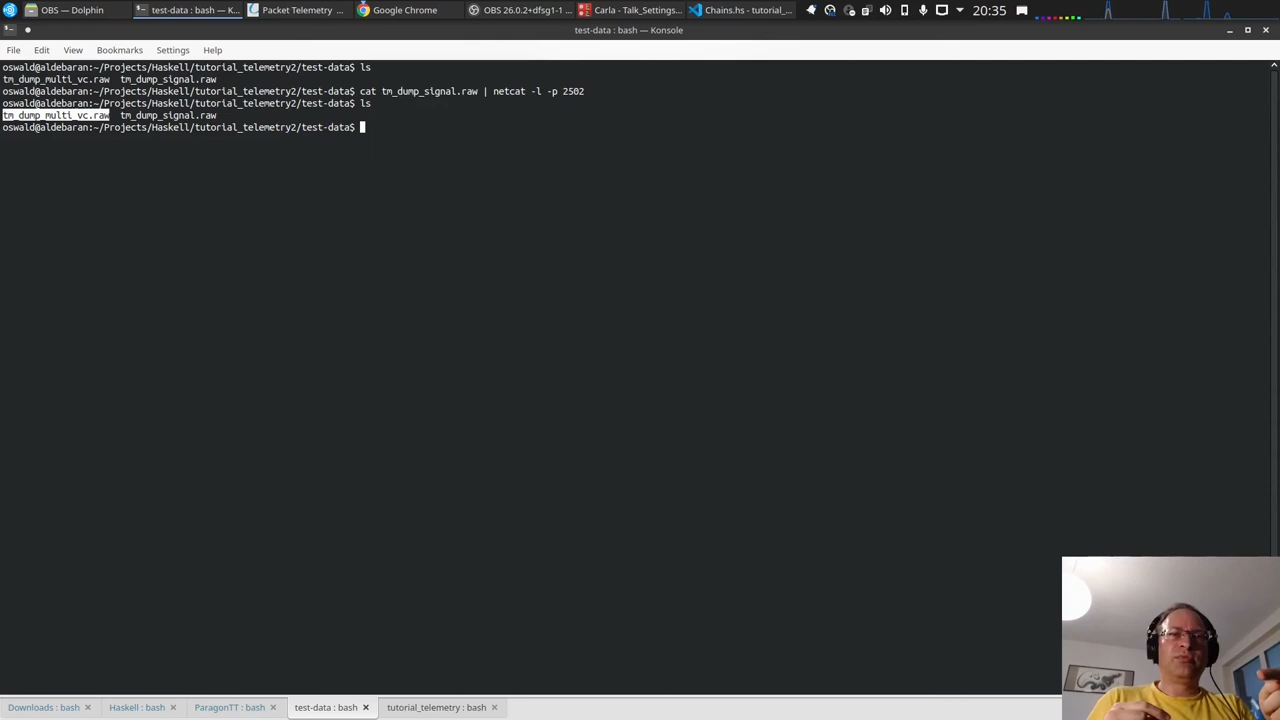 OBS — Dolphin
test-data : bash — K...
Packet Telemetry ...
Google Chrome
OBS 26.0.2+dfsg1-1 ...
Carla - Talk_Settings...
Chains.hs - tutorial_...
20:35
test-data : bash — Konsole
File Edit View Bookmarks Settings Help
oswald@aldebaran:~/Projects/Haskell/tutorial_telemetry2/test-data$ ls
tm_dump_multi_vc.raw tm_dump_signal.raw
oswald@aldebaran:~/Projects/Haskell/tutorial_telemetry2/test-data$ cat tm_dump_signal.raw | netcat -l -p 2502
oswald@aldebaran:~/Projects/Haskell/tutorial_telemetry2/test-data$ ls
tm_dump_multi_vc.raw tm_dump_signal.raw
oswald@aldebaran:~/Projects/Haskell/tutorial_telemetry2/test-data$
Downloads : bash
Haskell : bash
ParagonTT : bash
test-data : bash
tutorial_telemetry : bash